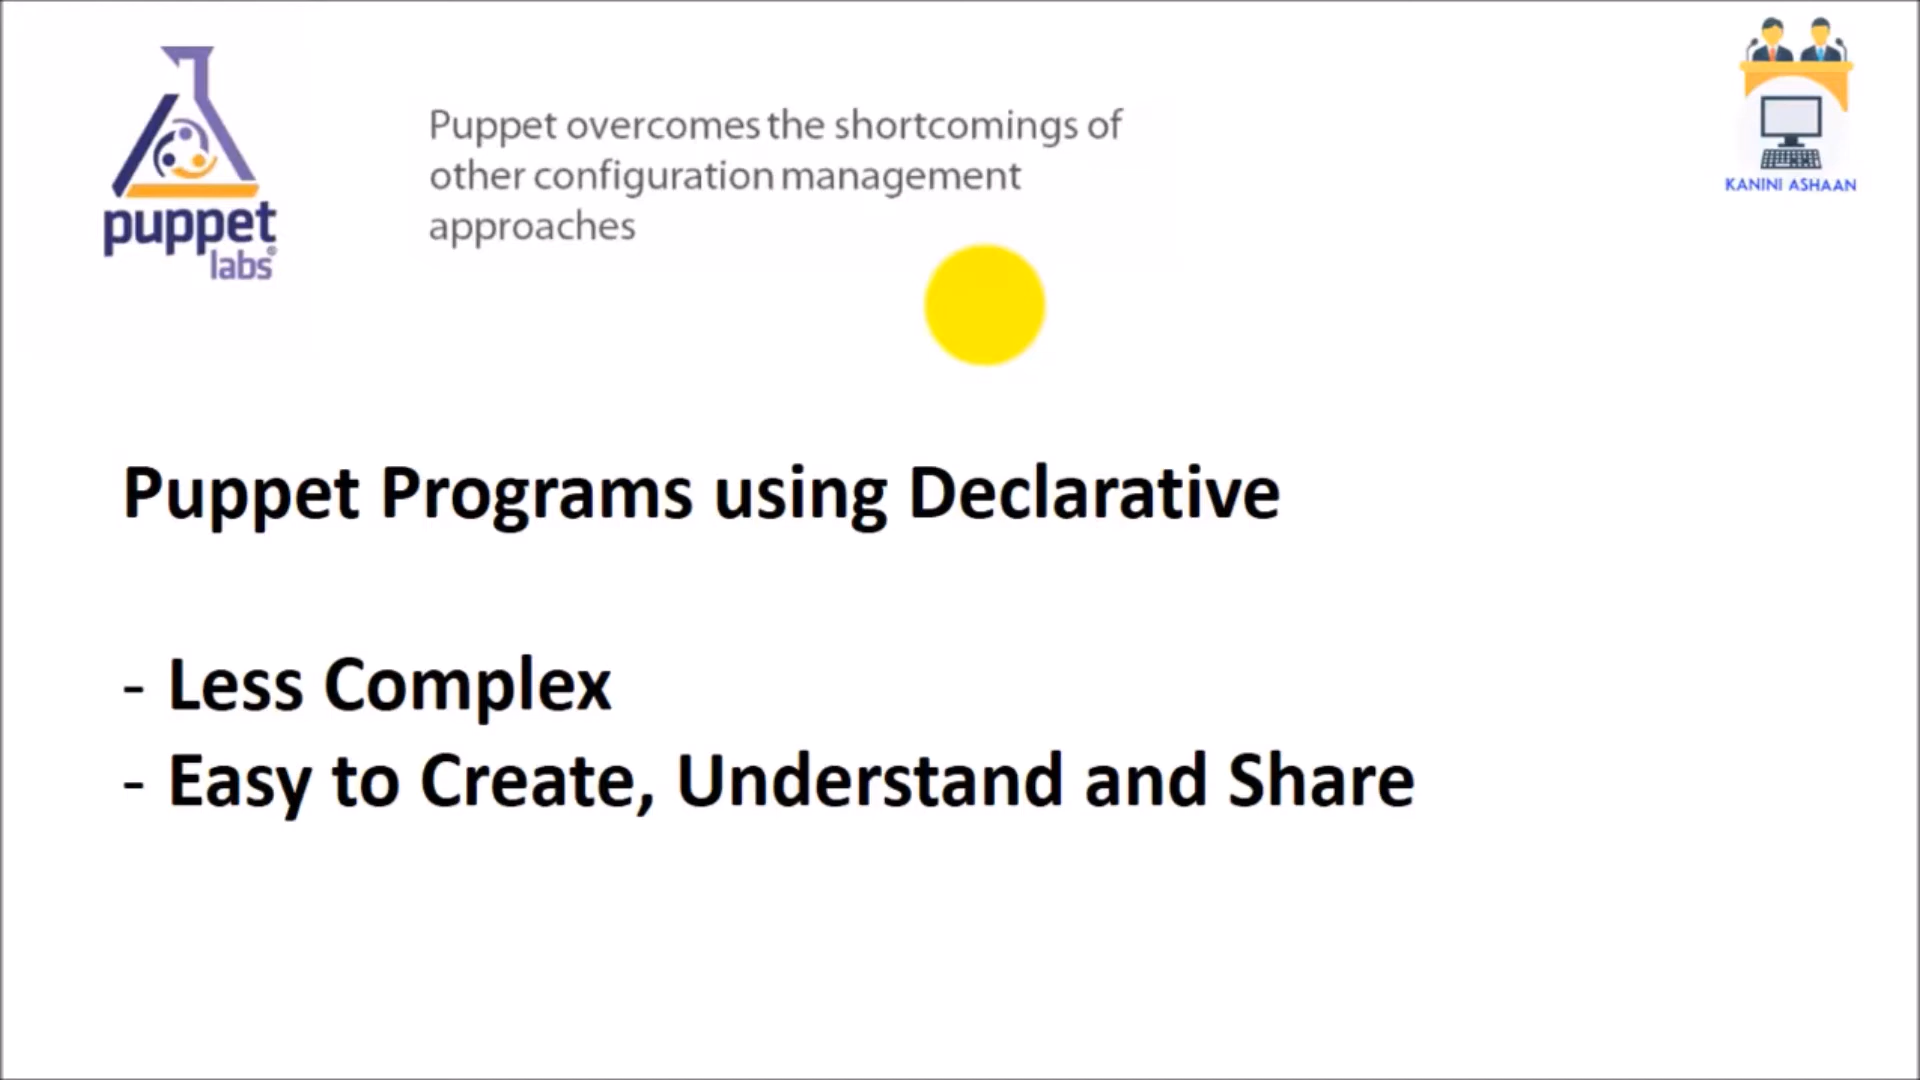 puppet
labs®
Puppet overcomes the shortcomings of
other configuration management
approaches
KANINI ASHAAN
Puppet Programs using Declarative
- Less Complex
- Easy to Create, Understand and Share